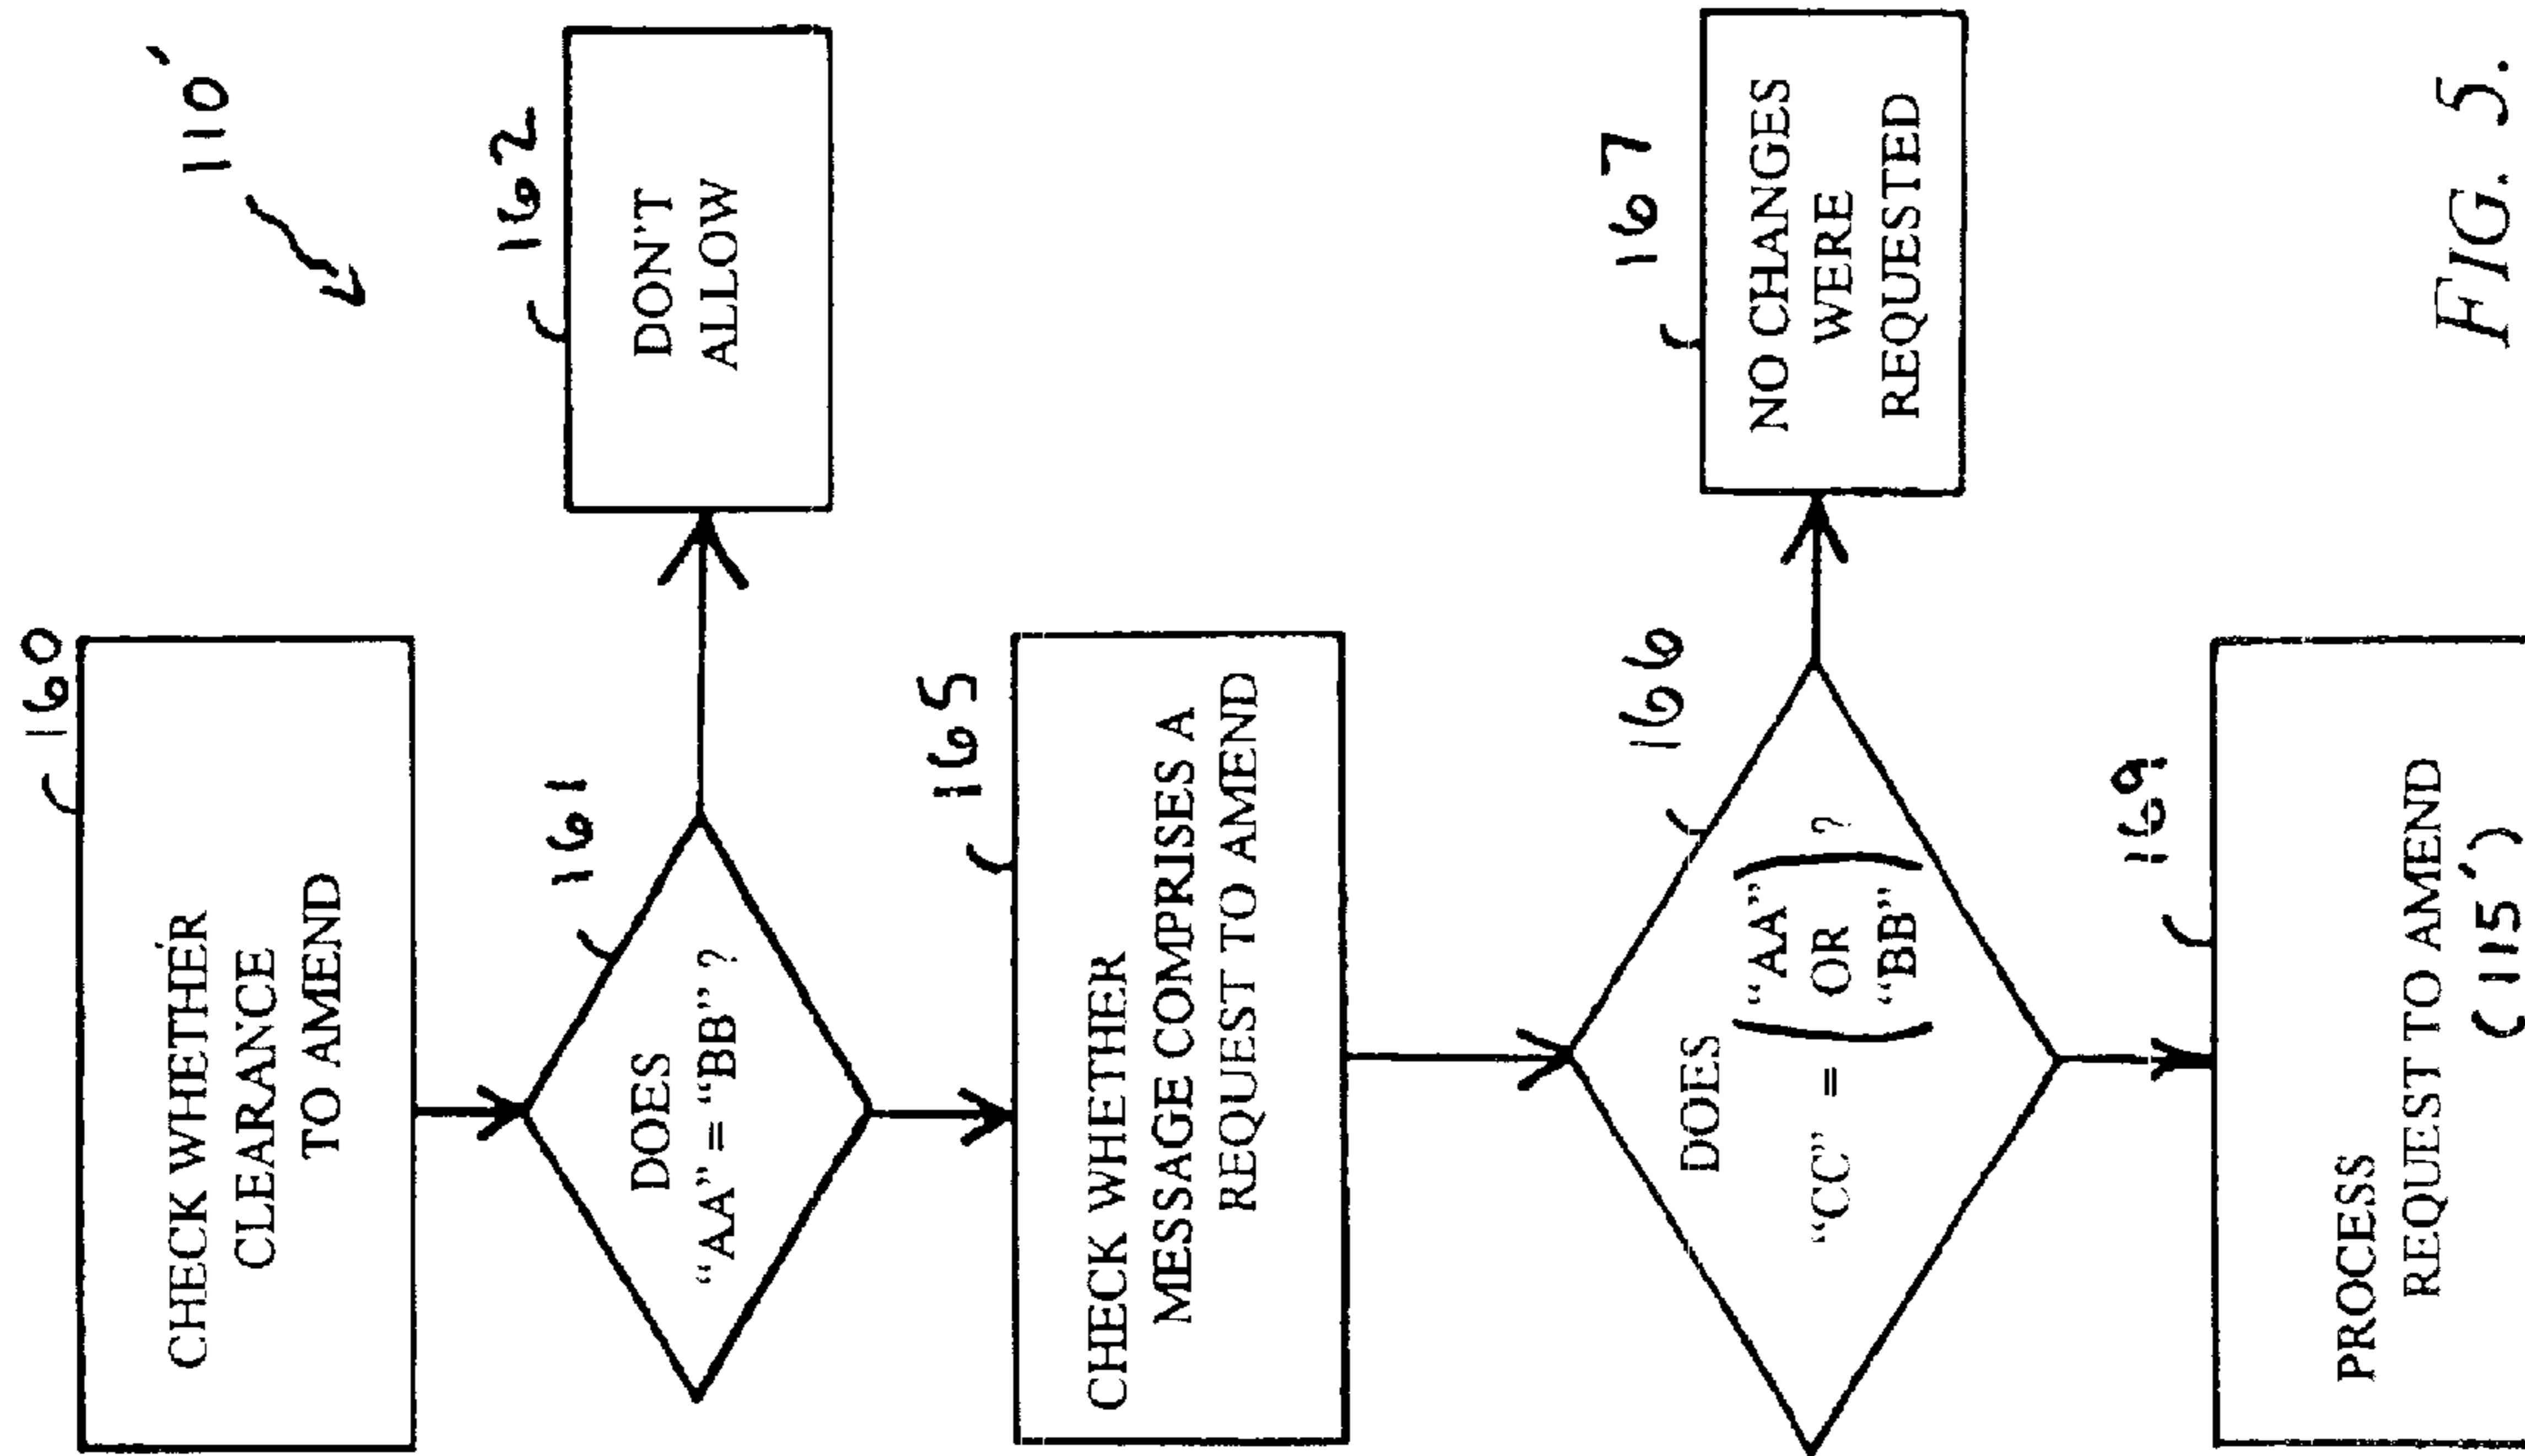 110′
160
CHECK WHETHER
CLEARANCE
TO AMEND
161
DOES
“AA” = “BB” ?
162
DON'T
ALLOW
165
CHECK WHETHER
MESSAGE COMPRISES A
REQUEST TO AMEND
166
DOES
“CC” = (“AA” OR “BB”) ?
167
NO CHANGES
WERE
REQUESTED
169
PROCESS
REQUEST TO AMEND
(115′)
FIG. 5.